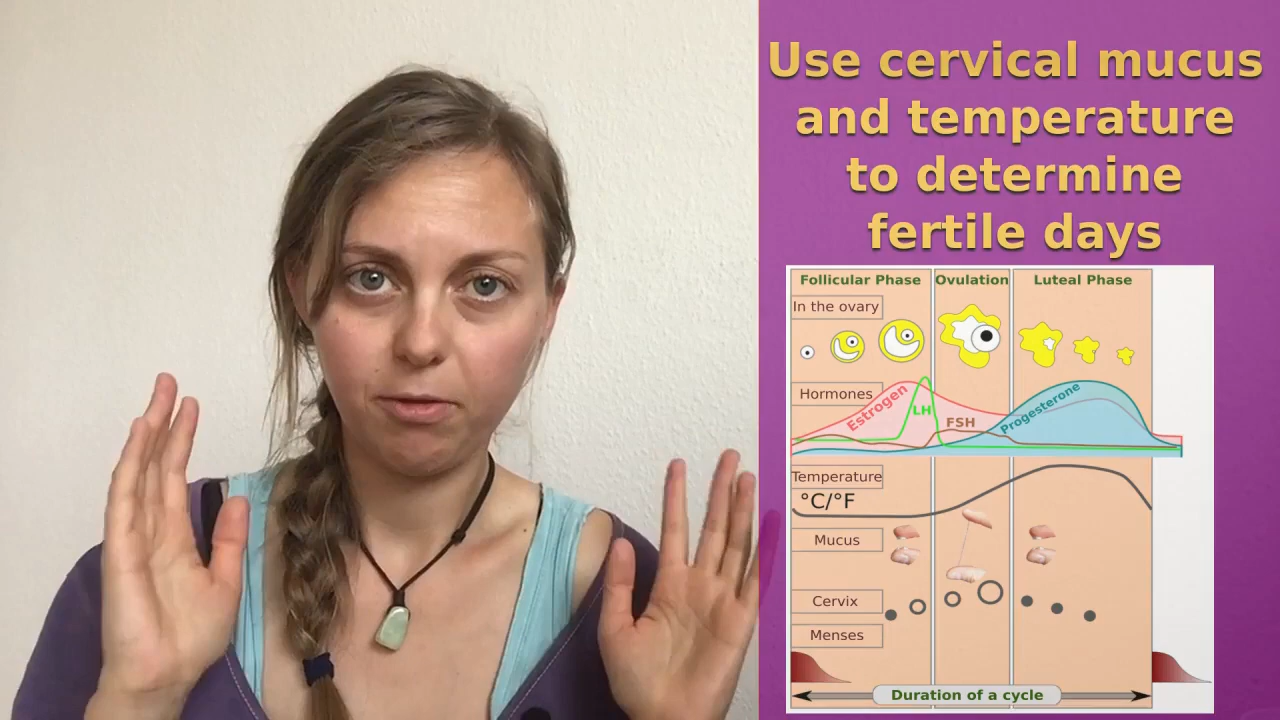 Use cervical mucus
and temperature
to determine
fertile days
Follicular Phase
Ovulation
Luteal Phase
In the ovary
Hormones
Estrogen
LH
FSH
Progesterone
Temperature
°C/°F
Mucus
Cervix
Menses
Duration of a cycle